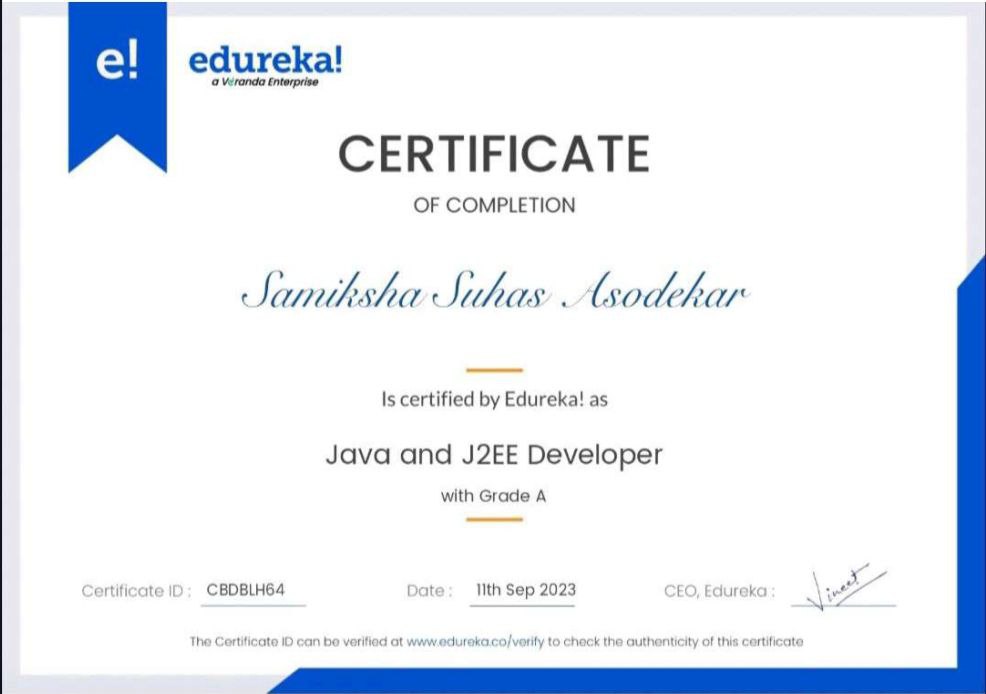 e!
edureka!
a Veranda Enterprise
CERTIFICATE
OF COMPLETION
Samiksha Suhas Asodekar
Is certified by Edureka! as
Java and J2EE Developer
with Grade A
Certificate ID : CBDBLH64 Date : 11th Sep 2023 CEO, Edureka : Vineet
The Certificate ID can be verified at www.edureka.co/verify to check the authenticity of this certificate